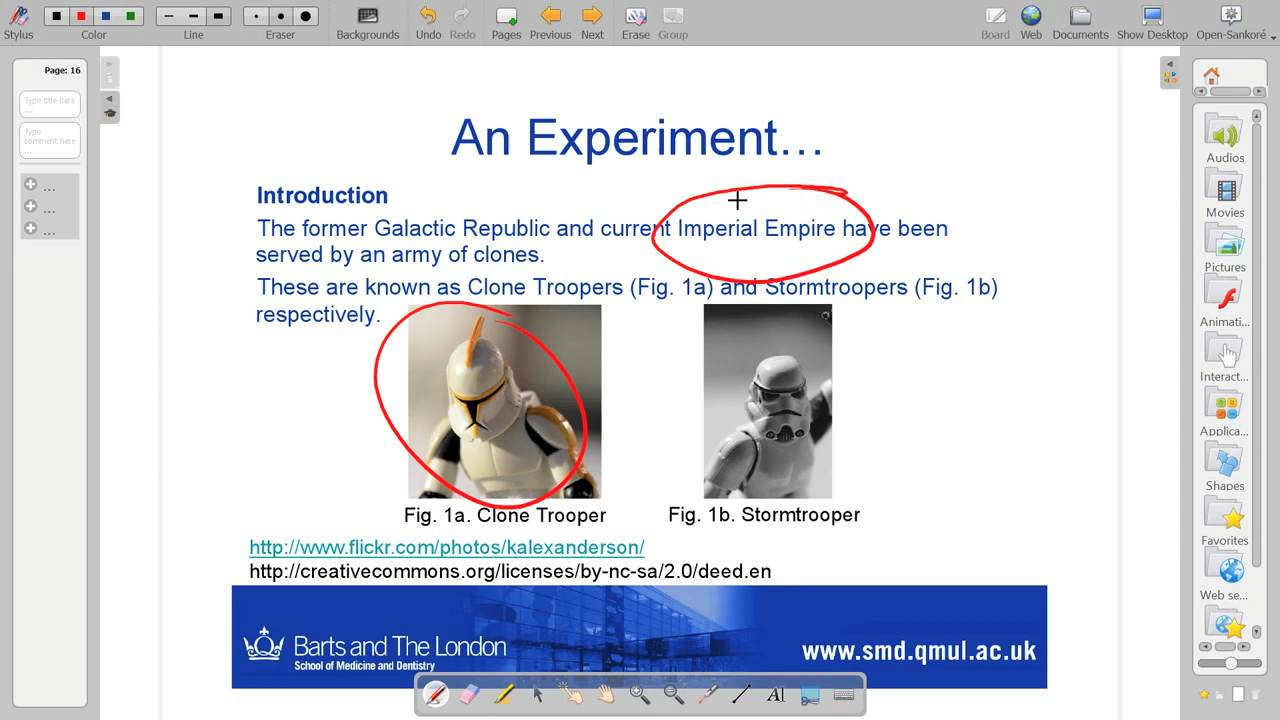 Stylus
Color
Line
Eraser
Backgrounds
Undo
Redo
Pages
Previous
Next
Erase
Group
Board
Web
Documents
Show Desktop
Open-Sankoré
Page: 16
Type title here
...
Type
comment here
...
...
...
...
An Experiment...
Introduction
The former Galactic Republic and current Imperial Empire have been
served by an army of clones.
These are known as Clone Troopers (Fig. 1a) and Stormtroopers (Fig. 1b)
respectively.
Fig. 1a. Clone Trooper
Fig. 1b. Stormtrooper
http://www.flickr.com/photos/kalexanderson/
http://creativecommons.org/licenses/by-nc-sa/2.0/deed.en
Barts and The London
School of Medicine and Dentistry
www.smd.qmul.ac.uk
Audios
Movies
Pictures
Animati...
Interact...
Applica...
Shapes
Favorites
Web se...
AI